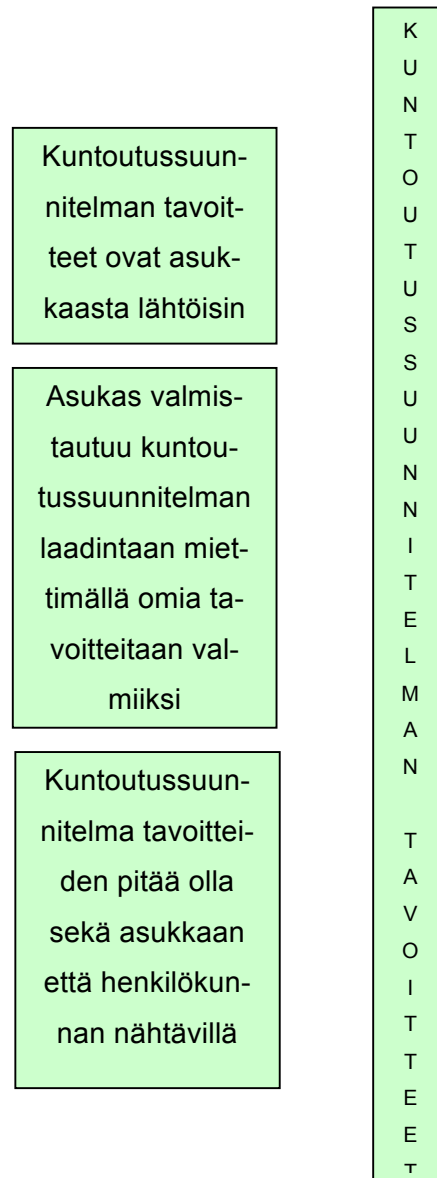 Kuntoutussuun-
nitelman tavoit-
teet ovat asuk-
kaasta lähtöisin
Asukas valmis-
tautuu kuntou-
tussuunnitelman
laadintaan miet-
timällä omia ta-
voitteitaan val-
miiksi
Kuntoutussuun-
nitelma tavoittei-
den pitää olla
sekä asukkaan
että henkilökun-
nan nähtävillä
K
U
N
T
O
U
T
U
S
S
U
U
N
N
I
T
E
L
M
A
N
T
A
V
O
I
T
T
E
E
T